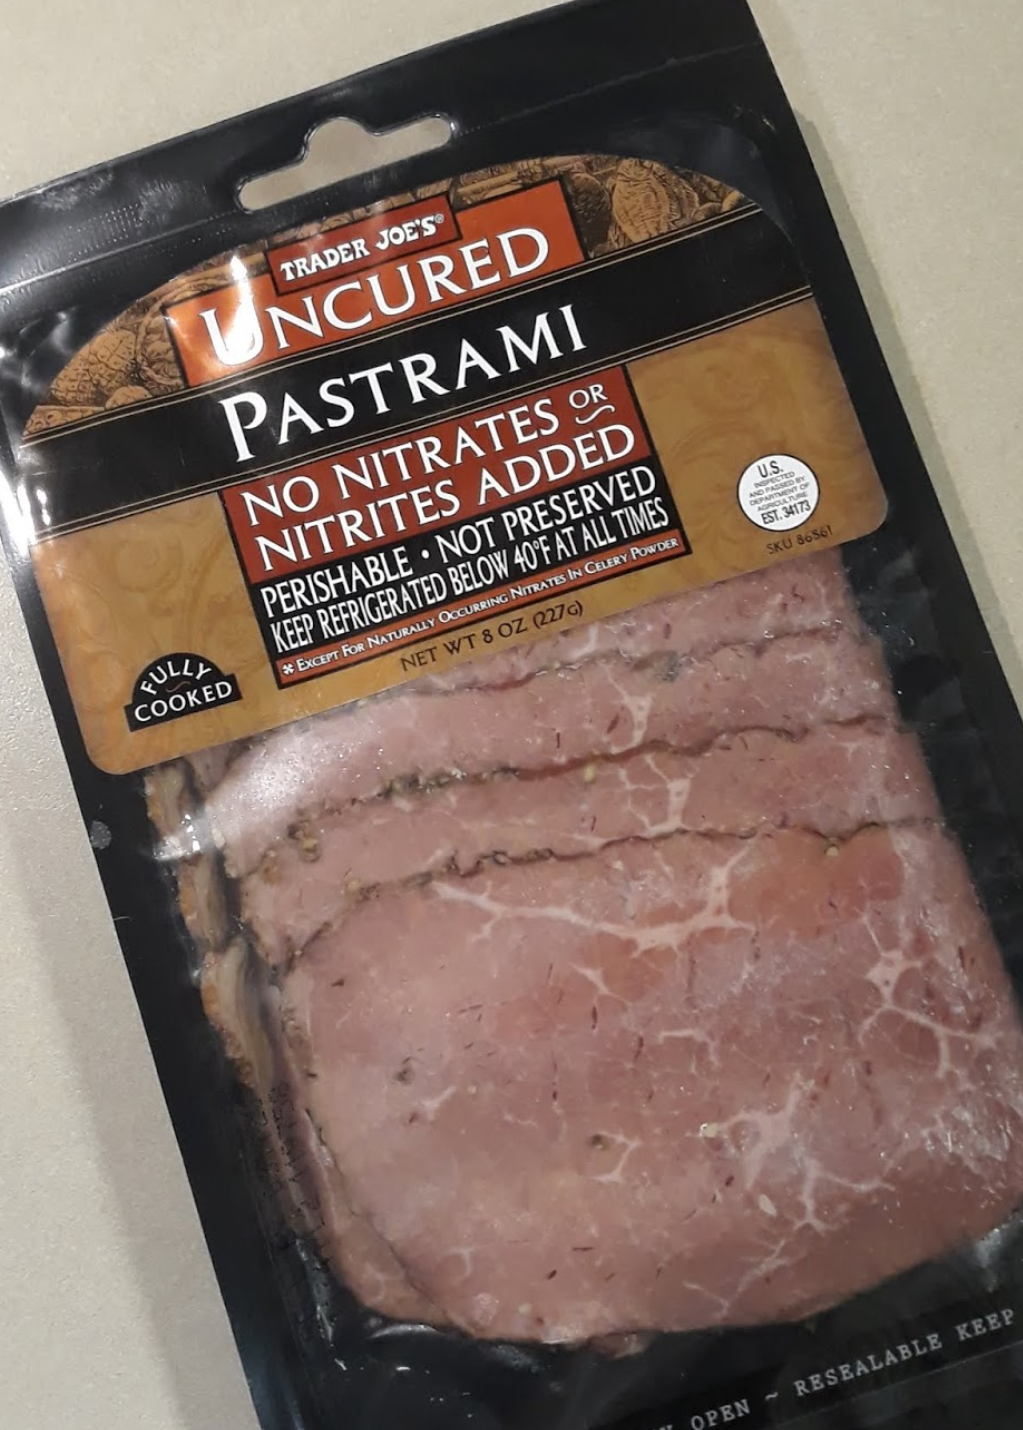 TRADER JOE'S®
UNCURED
PASTRAMI
NO NITRATES OR
NITRITES ADDED
PERISHABLE • NOT PRESERVED
KEEP REFRIGERATED BELOW 40°F AT ALL TIMES
* EXCEPT FOR NATURALLY OCCURRING NITRATES IN CELERY POWDER
NET WT 8 OZ (227G)
U.S.
INSPECTED
AND PASSED BY
DEPARTMENT OF
AGRICULTURE
EST. 34173
SKU 86561
FULLY
COOKED
OPEN ~ RESEALABLE KEEP